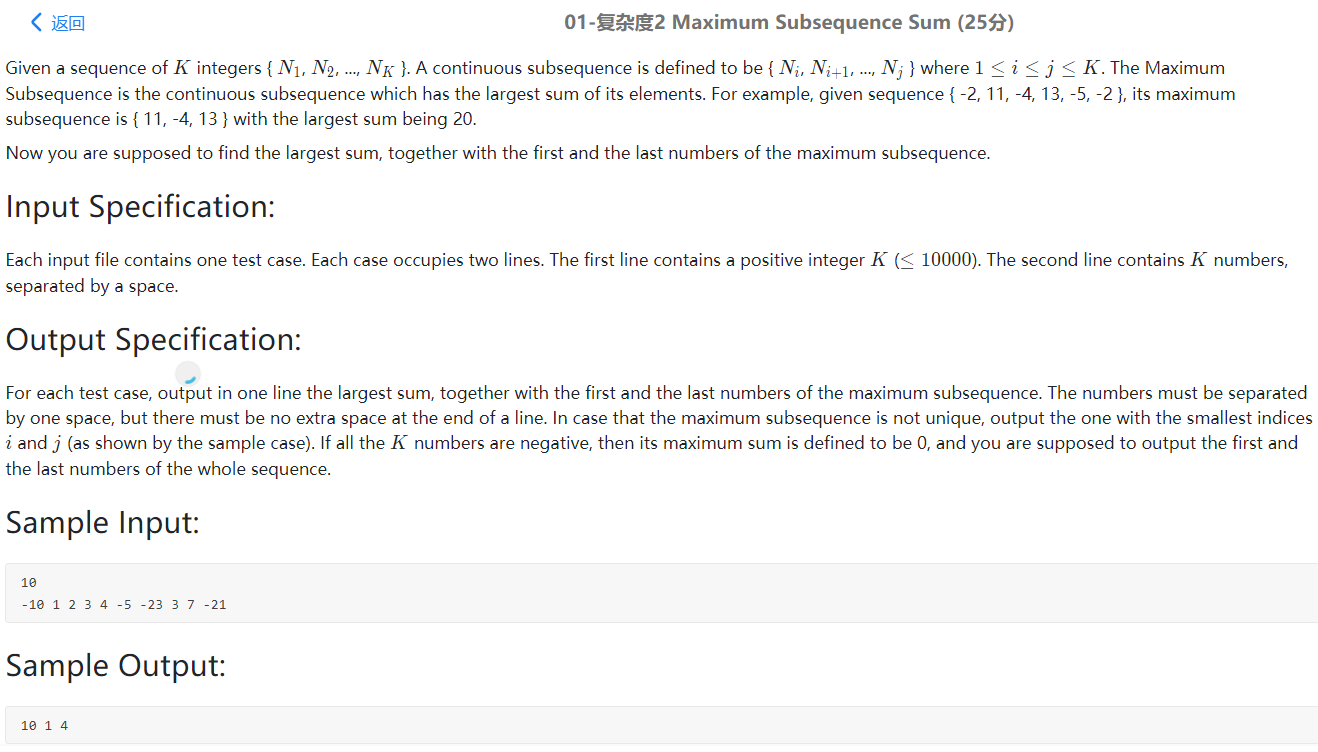 返回
01-复杂度2 Maximum Subsequence Sum (25分)
Given a sequence of K integers { N1, N2, ..., NK }. A continuous subsequence is defined to be { Ni, Ni+1, ..., Nj } where 1 ≤ i ≤ j ≤ K. The Maximum
Subsequence is the continuous subsequence which has the largest sum of its elements. For example, given sequence { -2, 11, -4, 13, -5, -2 }, its maximum
subsequence is { 11, -4, 13 } with the largest sum being 20.
Now you are supposed to find the largest sum, together with the first and the last numbers of the maximum subsequence.
Input Specification:
Each input file contains one test case. Each case occupies two lines. The first line contains a positive integer K (≤ 10000). The second line contains K numbers,
separated by a space.
Output Specification:
For each test case, output in one line the largest sum, together with the first and the last numbers of the maximum subsequence. The numbers must be separated
by one space, but there must be no extra space at the end of a line. In case that the maximum subsequence is not unique, output the one with the smallest indices
i and j (as shown by the sample case). If all the K numbers are negative, then its maximum sum is defined to be 0, and you are supposed to output the first and
the last numbers of the whole sequence.
Sample Input:
10
-10 1 2 3 4 -5 -23 3 7 -21
Sample Output:
10 1 4